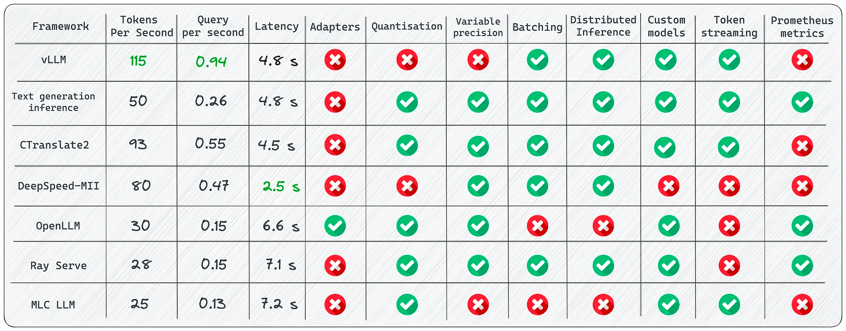 Framework Tokens Per Second Query per second Latency Adapters Quantisation Variable precision Batching Distributed Inference Custom models Token streaming Prometheus metrics
vLLM 115 0.94 4.8 s
Text generation inference 50 0.26 4.8 s
CTranslate2 93 0.55 4.5 s
DeepSpeed-MII 80 0.47 2.5 s
OpenLLM 30 0.15 6.6 s
Ray Serve 28 0.15 7.1 s
MLC LLM 25 0.13 7.2 s